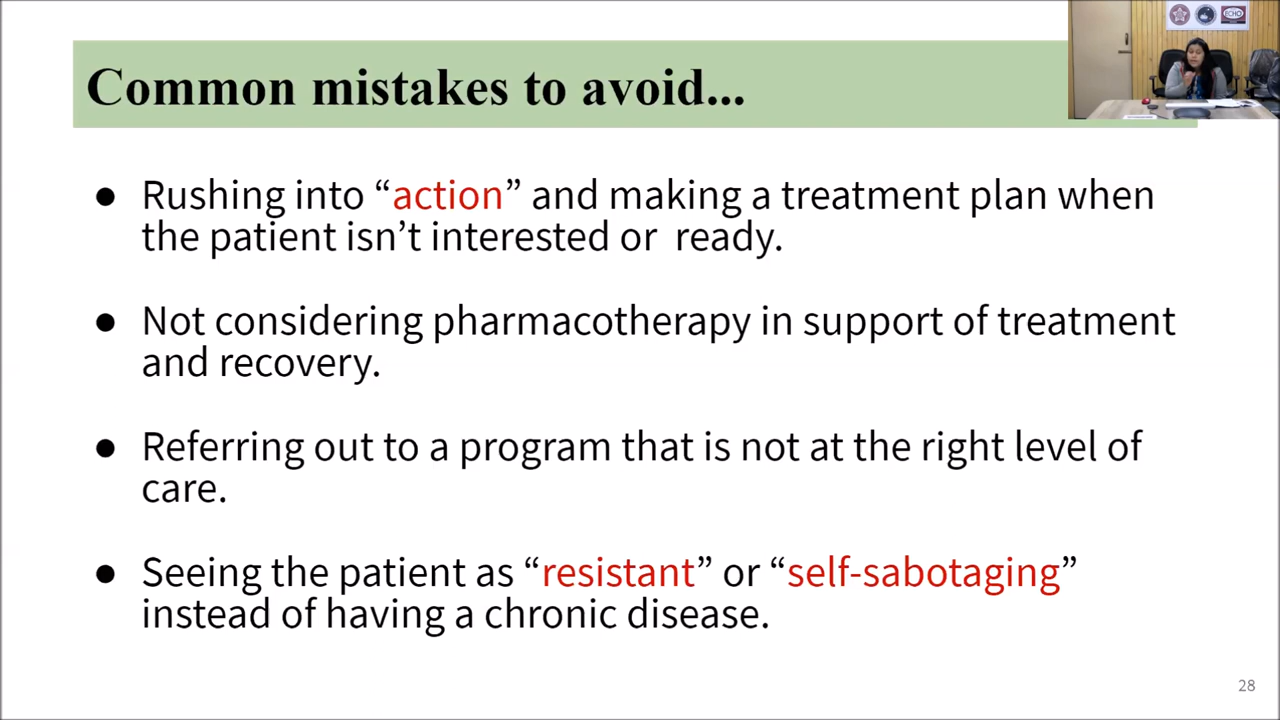 Common mistakes to avoid...
● Rushing into “action” and making a treatment plan when
the patient isn’t interested or  ready.
● Not considering pharmacotherapy in support of treatment
and recovery.
● Referring out to a program that is not at the right level of
care.
● Seeing the patient as “resistant” or “self-sabotaging”
instead of having a chronic disease.
28